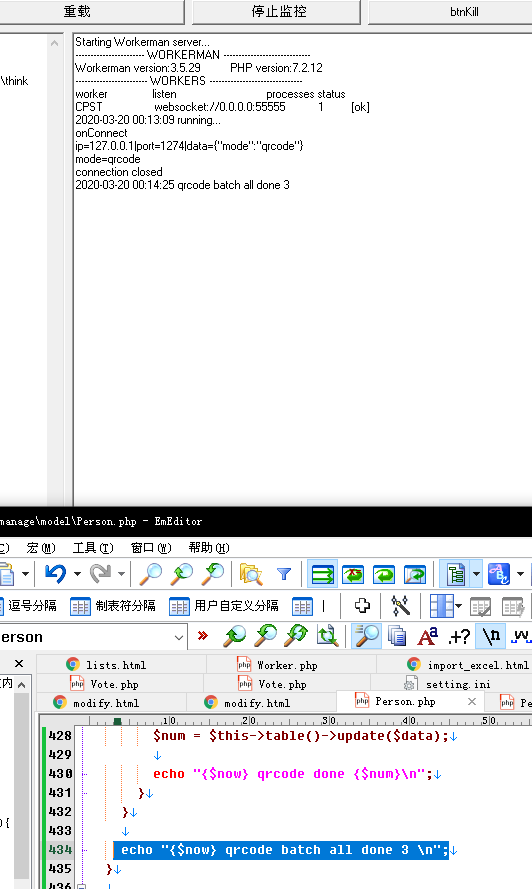 重载 停止监控 btnKill
\think
Starting Workerman server...
----------------------- WORKERMAN -----------------------------
Workerman version:3.5.29 PHP version:7.2.12
------------------------ WORKERS -------------------------------
worker listen processes status
CPST websocket://0.0.0.0:55555 1 [ok]
2020-03-20 00:13:09 running...
onConnect
ip=127.0.0.1|port=1274|data={"mode":"qrcode"}
mode=qrcode
connection closed
2020-03-20 00:14:25 qrcode batch all done 3
manage\model\Person.php - EmEditor
宏(M) 工具(T) 窗口(W) 帮助(H)
逗号分隔 制表符分隔 用户自定义分隔
erson
lists.html Worker.php import_excel.html
Vote.php Vote.php setting.ini
modify.html modify.html Person.php Pe
10 20 30 40 50
428 $num = $this->table()->update($data);↓
429 ↓
430 echo "{$now} qrcode done {$num}\n";↓
431 }↓
432 }↓
433 ↓
434 echo "{$now} qrcode batch all done 3 \n";↓
435 }↓
436 ↓